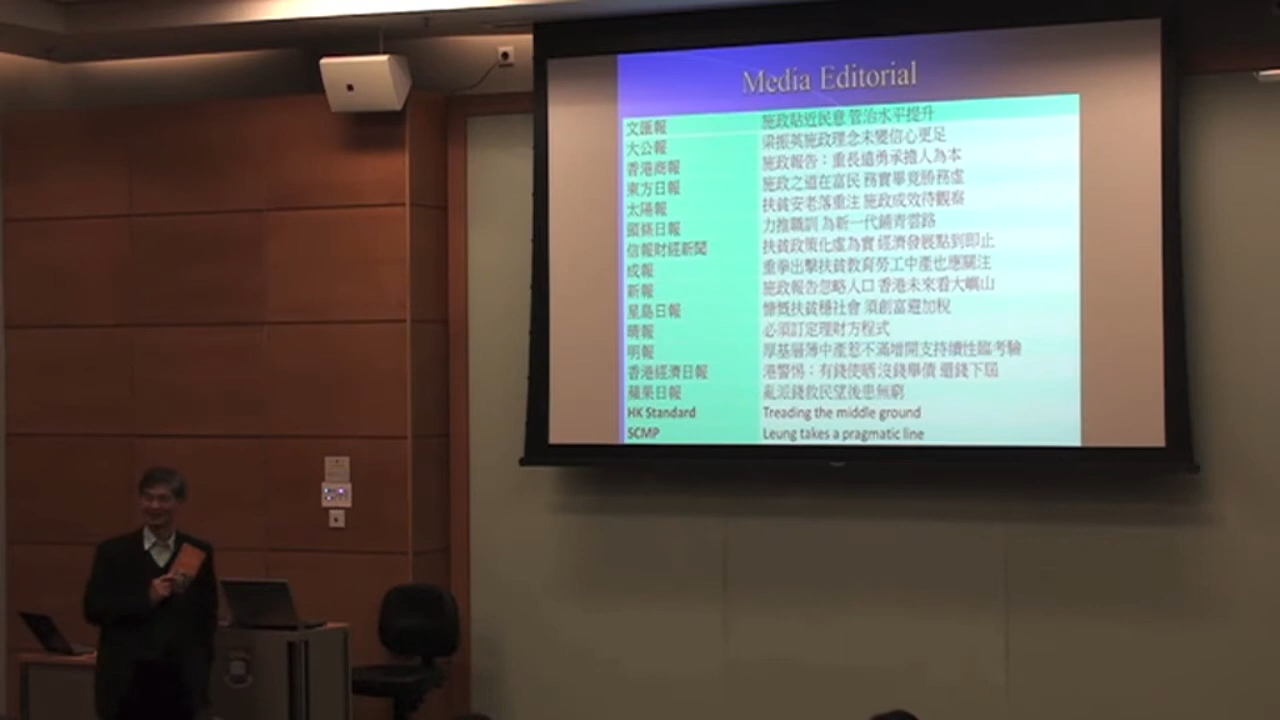 Media Editorial
文匯報 施政貼近民意 管治水平提升
大公報 梁振英施政理念未變信心更足
香港商報 施政報告：重長遠勇承擔人為本
東方日報 施政之道在富民 務實畢竟勝務虛
太陽報 扶貧安老落重注 施政成效待觀察
頭條日報 力推職訓 為新一代鋪青雲路
信報財經新聞 扶貧政策化虛為實 經濟發展點到即止
成報 重拳出擊扶貧教育勞工中產也應關注
新報 施政報告忽略人口 香港未來看大嶼山
星島日報 慷慨扶貧穩社會 須創富避加稅
晴報 必須訂定理財方程式
明報 厚基層薄中產惹不滿增開支持續性臨考驗
香港經濟日報 港警惕：有錢使晒 沒錢舉債 還錢下屆
蘋果日報 亂派錢救民望後患無窮
HK Standard Treading the middle ground
SCMP Leung takes a pragmatic line